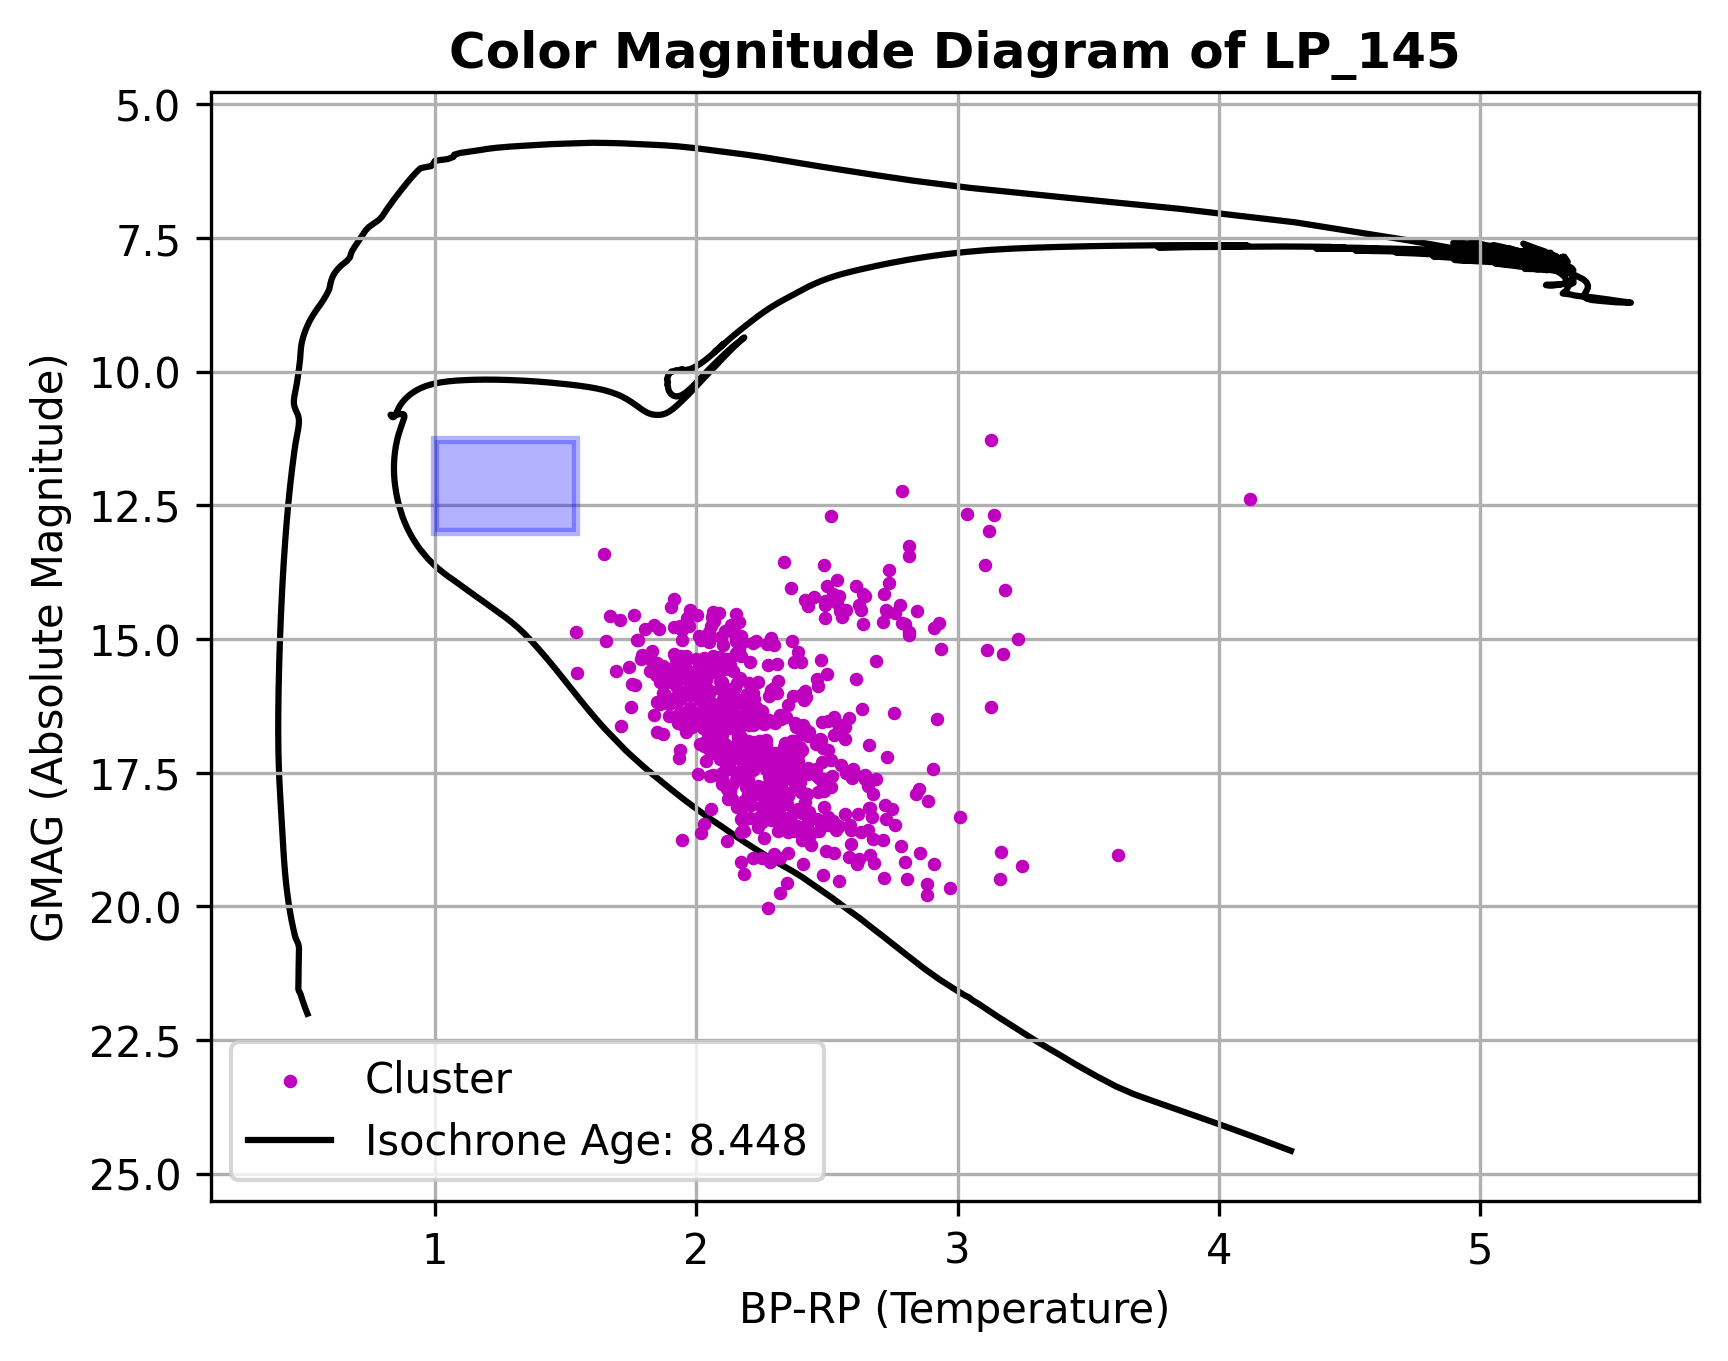 Color Magnitude Diagram of LP_145
GMAG (Absolute Magnitude)
5.0
7.5
10.0
12.5
15.0
17.5
20.0
22.5
25.0
Cluster
Isochrone Age: 8.448
1 2 3 4 5
BP-RP (Temperature)